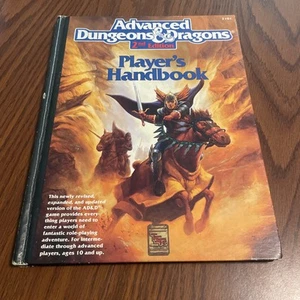 Advanced
Dungeons & Dragons
2nd Edition
Player's
Handbook
This newly revised,
expanded, and updated
version of the AD&D
game provides every-
thing players need to
enter a world of
fantastic role-playing
adventure. For interme-
diate through advanced
players, ages 10 and up.